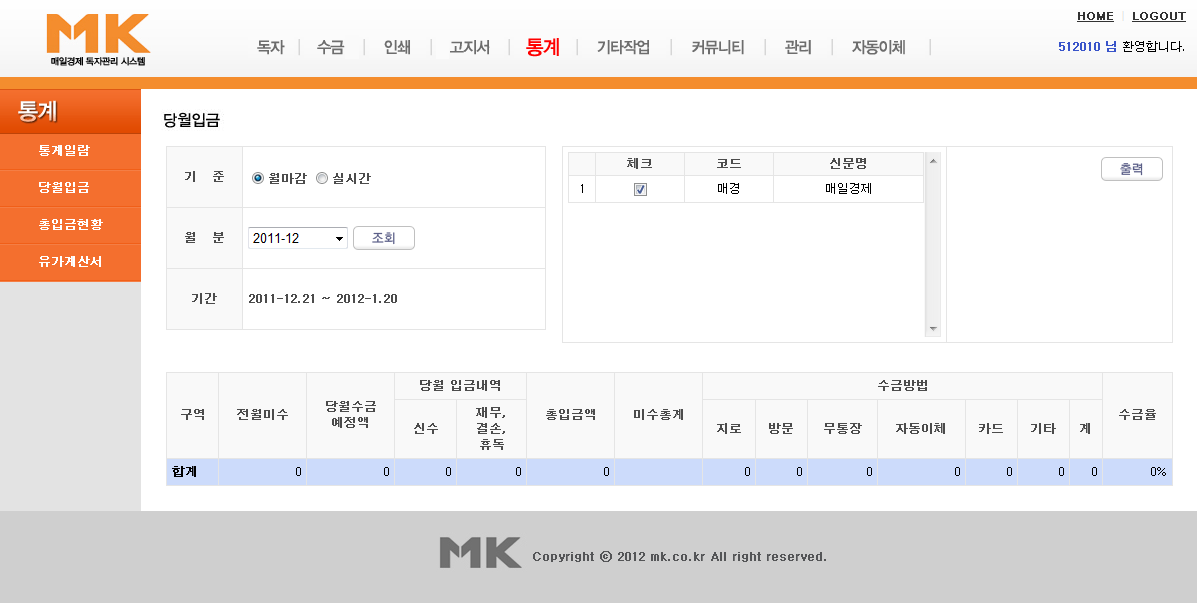 HOME LOGOUT
MK
매일경제 독자관리 시스템
독자 수금 인쇄 고지서 통계 기타작업 커뮤니티 관리 자동이체
512010 님 환영합니다.
통계
통계일람
당월입금
총입금현황
유가계산서
당월입금
기 준 월마감 실시간
월 분 2011-12 조회
기간 2011-12.21 ~ 2012-1.20
체크 코드 신문명
1 매경 매일경제
출력
구역 전월미수 당월수금 예정액 당월 입금내역 총입금액 미수총계 수금방법 수금율
신수 재무, 결손, 휴독 지로 방문 무통장 자동이체 카드 기타 계
합계 0 0 0 0 0 0 0 0 0 0 0 0 0%
MK Copyright ⓒ 2012 mk.co.kr All right reserved.